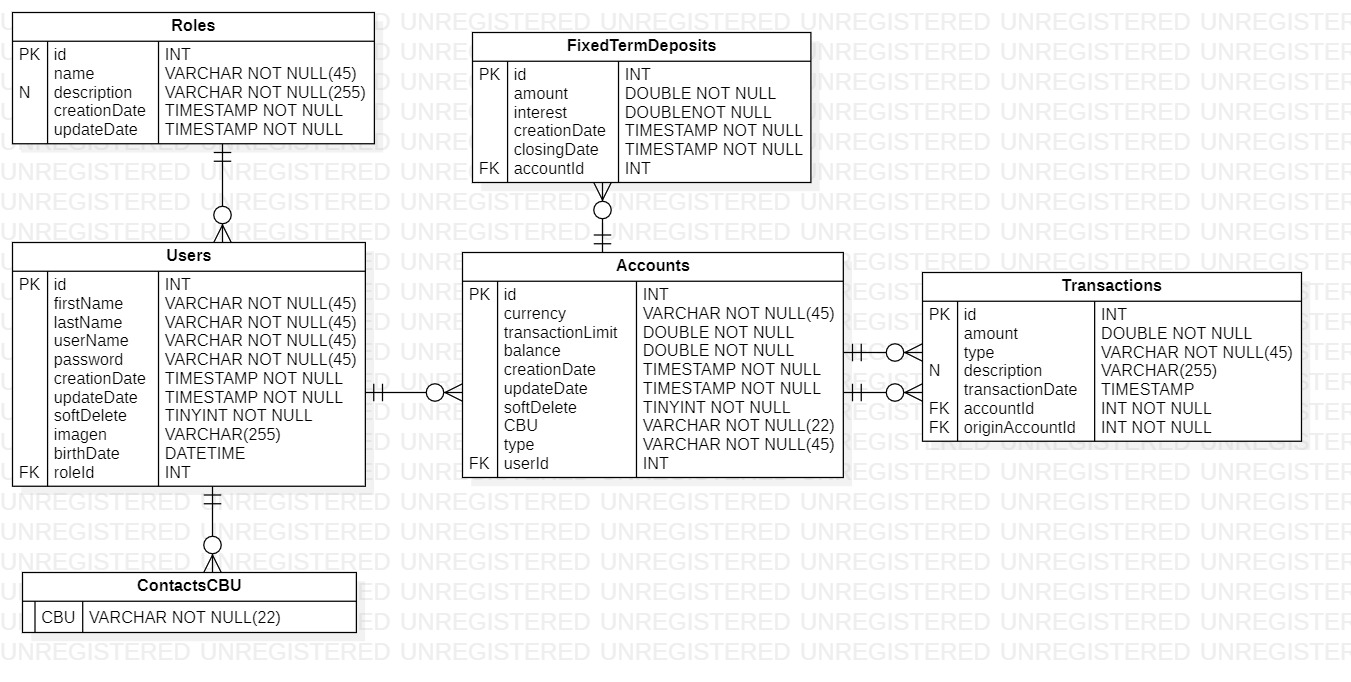 Roles
PK id INT
name VARCHAR NOT NULL(45)
N description VARCHAR NOT NULL(255)
creationDate TIMESTAMP NOT NULL
updateDate TIMESTAMP NOT NULL
FixedTermDeposits
PK id INT
amount DOUBLE NOT NULL
interest DOUBLENOT NULL
creationDate TIMESTAMP NOT NULL
closingDate TIMESTAMP NOT NULL
FK accountId INT
Users
PK id INT
firstName VARCHAR NOT NULL(45)
lastName VARCHAR NOT NULL(45)
userName VARCHAR NOT NULL(45)
password VARCHAR NOT NULL(45)
creationDate TIMESTAMP NOT NULL
updateDate TIMESTAMP NOT NULL
softDelete TINYINT NOT NULL
imagen VARCHAR(255)
birthDate DATETIME
FK roleId INT
Accounts
PK id INT
currency VARCHAR NOT NULL(45)
transactionLimit DOUBLE NOT NULL
balance DOUBLE NOT NULL
creationDate TIMESTAMP NOT NULL
updateDate TIMESTAMP NOT NULL
softDelete TINYINT NOT NULL
CBU VARCHAR NOT NULL(22)
type VARCHAR NOT NULL(45)
FK userId INT
Transactions
PK id INT
amount DOUBLE NOT NULL
type VARCHAR NOT NULL(45)
N description VARCHAR(255)
transactionDate TIMESTAMP
FK accountId INT NOT NULL
FK originAccountId INT NOT NULL
ContactsCBU
CBU VARCHAR NOT NULL(22)
UNREGISTERED